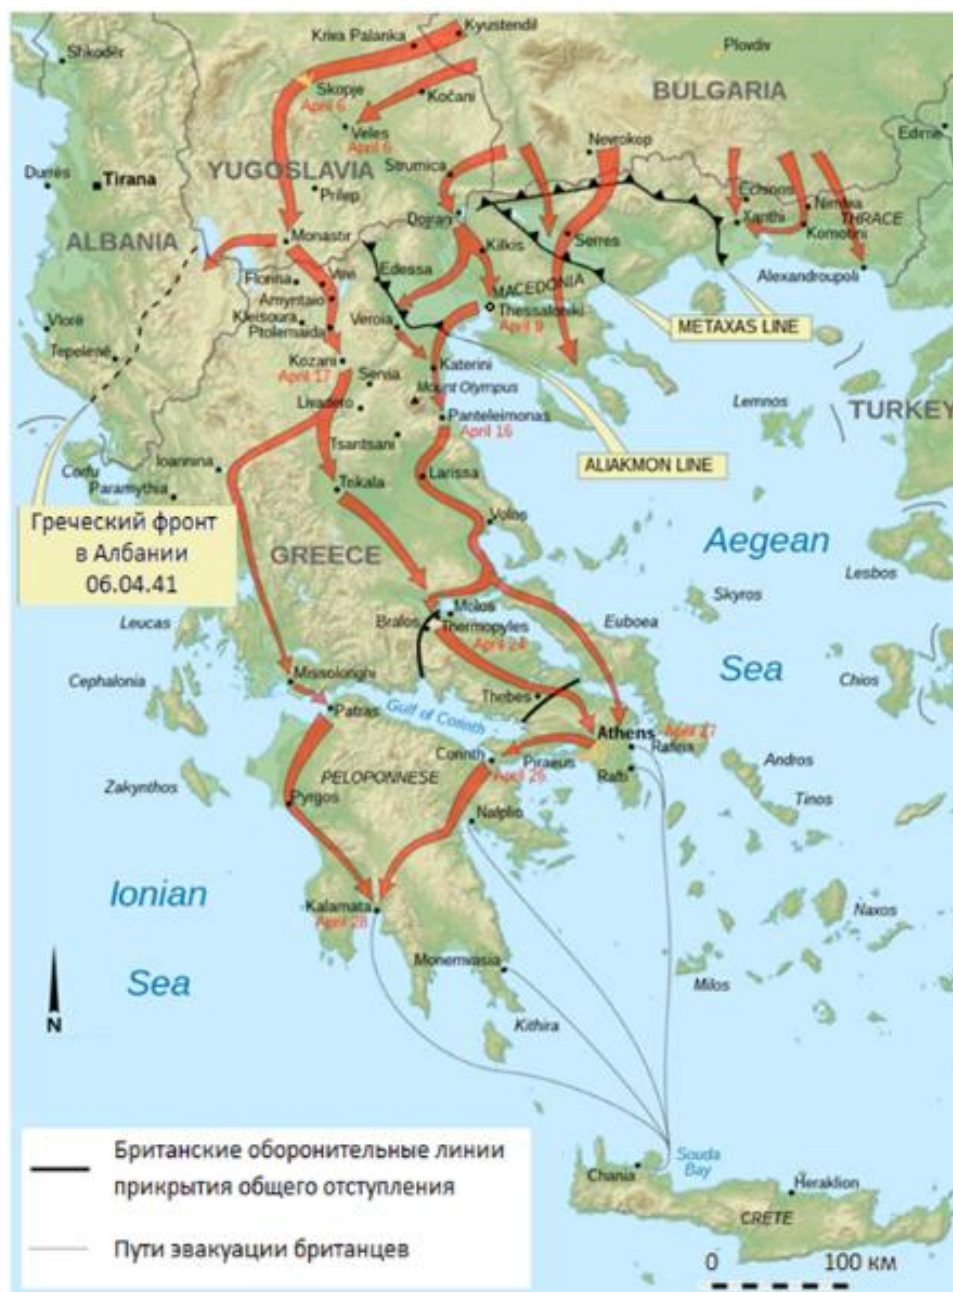 Kyustendil
Kriva Palanka
Plovdiv
Shkodër
Skopje
April 6
Kočani
BULGARIA
Veles
April 6
Nevrokop
Edirne
YUGOSLAVIA
Strumica
Durrës
Tirana
Prilep
Echinos
Dojrani
Xanthi
THRACE
ALBANIA
Monastir
Kilkis
Serres
Komotini
Florina
Vevi
Edessa
Alexandroupoli
Amyntaio
MACEDONIA
Kleisoura
Ptolemaida
Veroia
Thessaloniki
April 9
METAXAS LINE
Vlorë
Tepelenë
Kozani
April 17
Servia
Katerini
Mount Olympus
Livadero
Panteleimonas
April 16
Lemnos
TURKEY
Tsantsani
ALIAKMON LINE
Corfu
Ioannina
Paramythia
Trikala
Larissa
Volos
Греческий фронт
в Албании
06.04.41
GREECE
Aegean
Sea
Lesbos
Skyros
Molos
Bralos
Thermopyles
April 24
Euboea
Leucas
Cephalonia
Missolonghi
Thebes
Chios
Patras
Gulf of Corinth
Athens
April 27
Rafina
Corinth
April 26
Piraeus
Rafti
Andros
PELOPONNESE
Zakynthos
Pyrgos
Nafplio
Tinos
Ionian
Sea
Kalamata
April 28
Naxos
Monemvasia
Milos
N
Kithira
Британские оборонительные линии
прикрытия общего отступления
Пути эвакуации британцев
Souda
Bay
Chania
Heraklion
CRETE
0 100 км